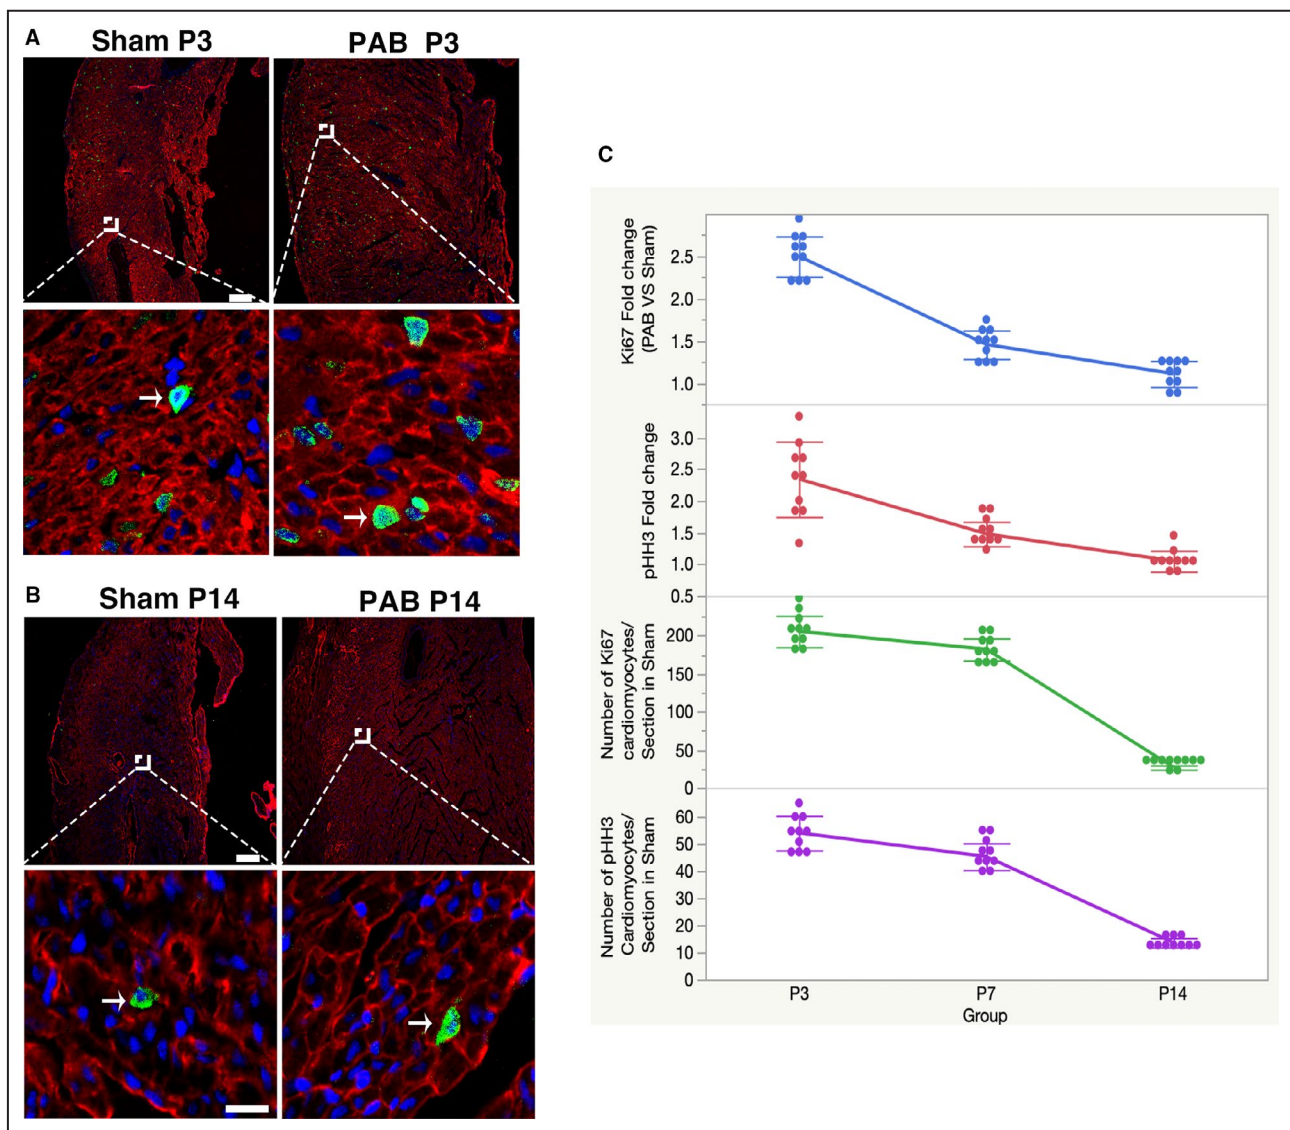 A
Sham P3
PAB P3
B
Sham P14
PAB P14
C
Ki67 Fold change
(PAB VS Sham)
2.5
2.0
1.5
1.0
pHH3 Fold change
3.0
2.5
2.0
1.5
1.0
0.5
Number of Ki67
cardiomyocytes/
Section in Sham
200
150
100
50
0
Number of pHH3
Cardiomyocytes/
Section in Sham
60
50
40
30
20
10
0
P3
P7
P14
Group